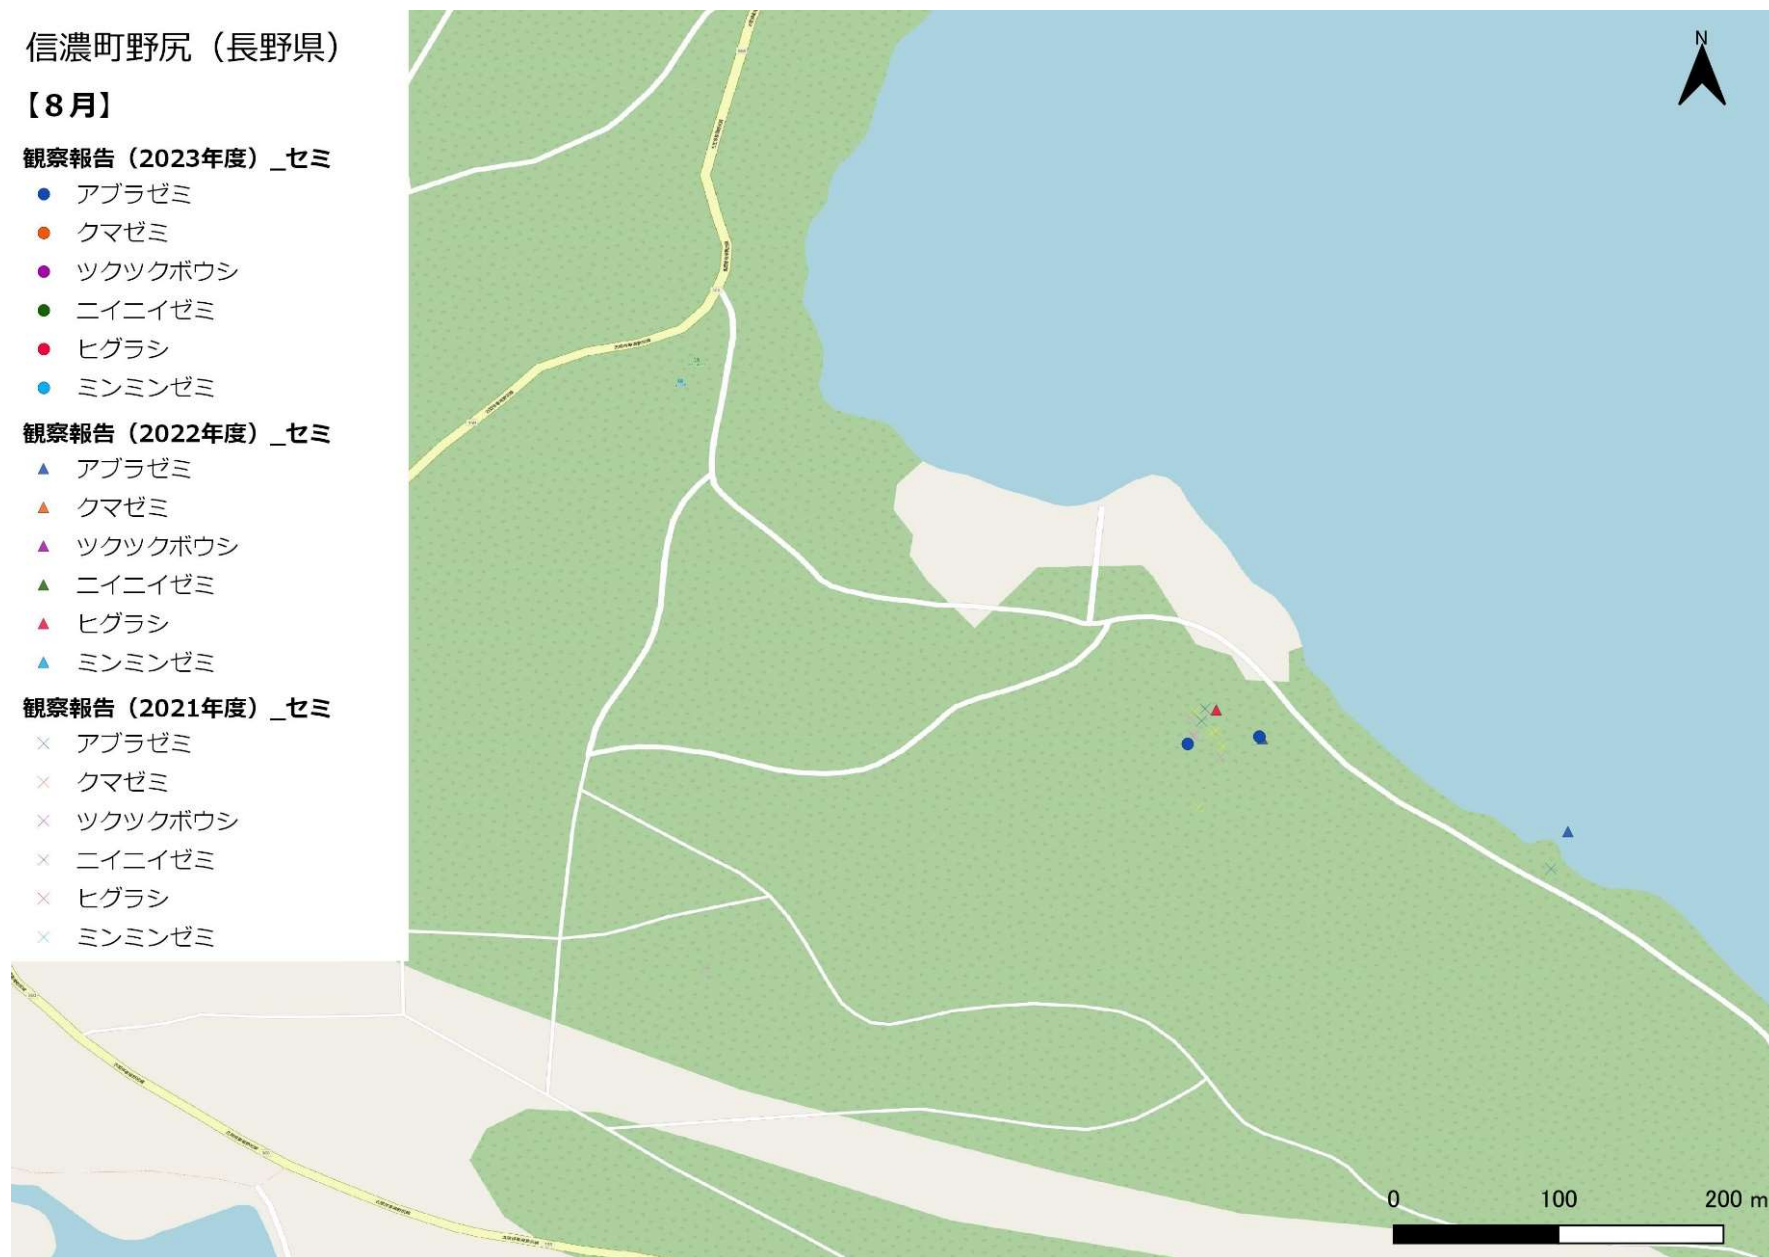 信濃町野尻（長野県）
【８月】
観察報告（2023年度）_セミ
アブラゼミ
クマゼミ
ツクツクボウシ
ニイニイゼミ
ヒグラシ
ミンミンゼミ
観察報告（2022年度）_セミ
アブラゼミ
クマゼミ
ツクツクボウシ
ニイニイゼミ
ヒグラシ
ミンミンゼミ
観察報告（2021年度）_セミ
アブラゼミ
クマゼミ
ツクツクボウシ
ニイニイゼミ
ヒグラシ
ミンミンゼミ
N
0 100 200 m